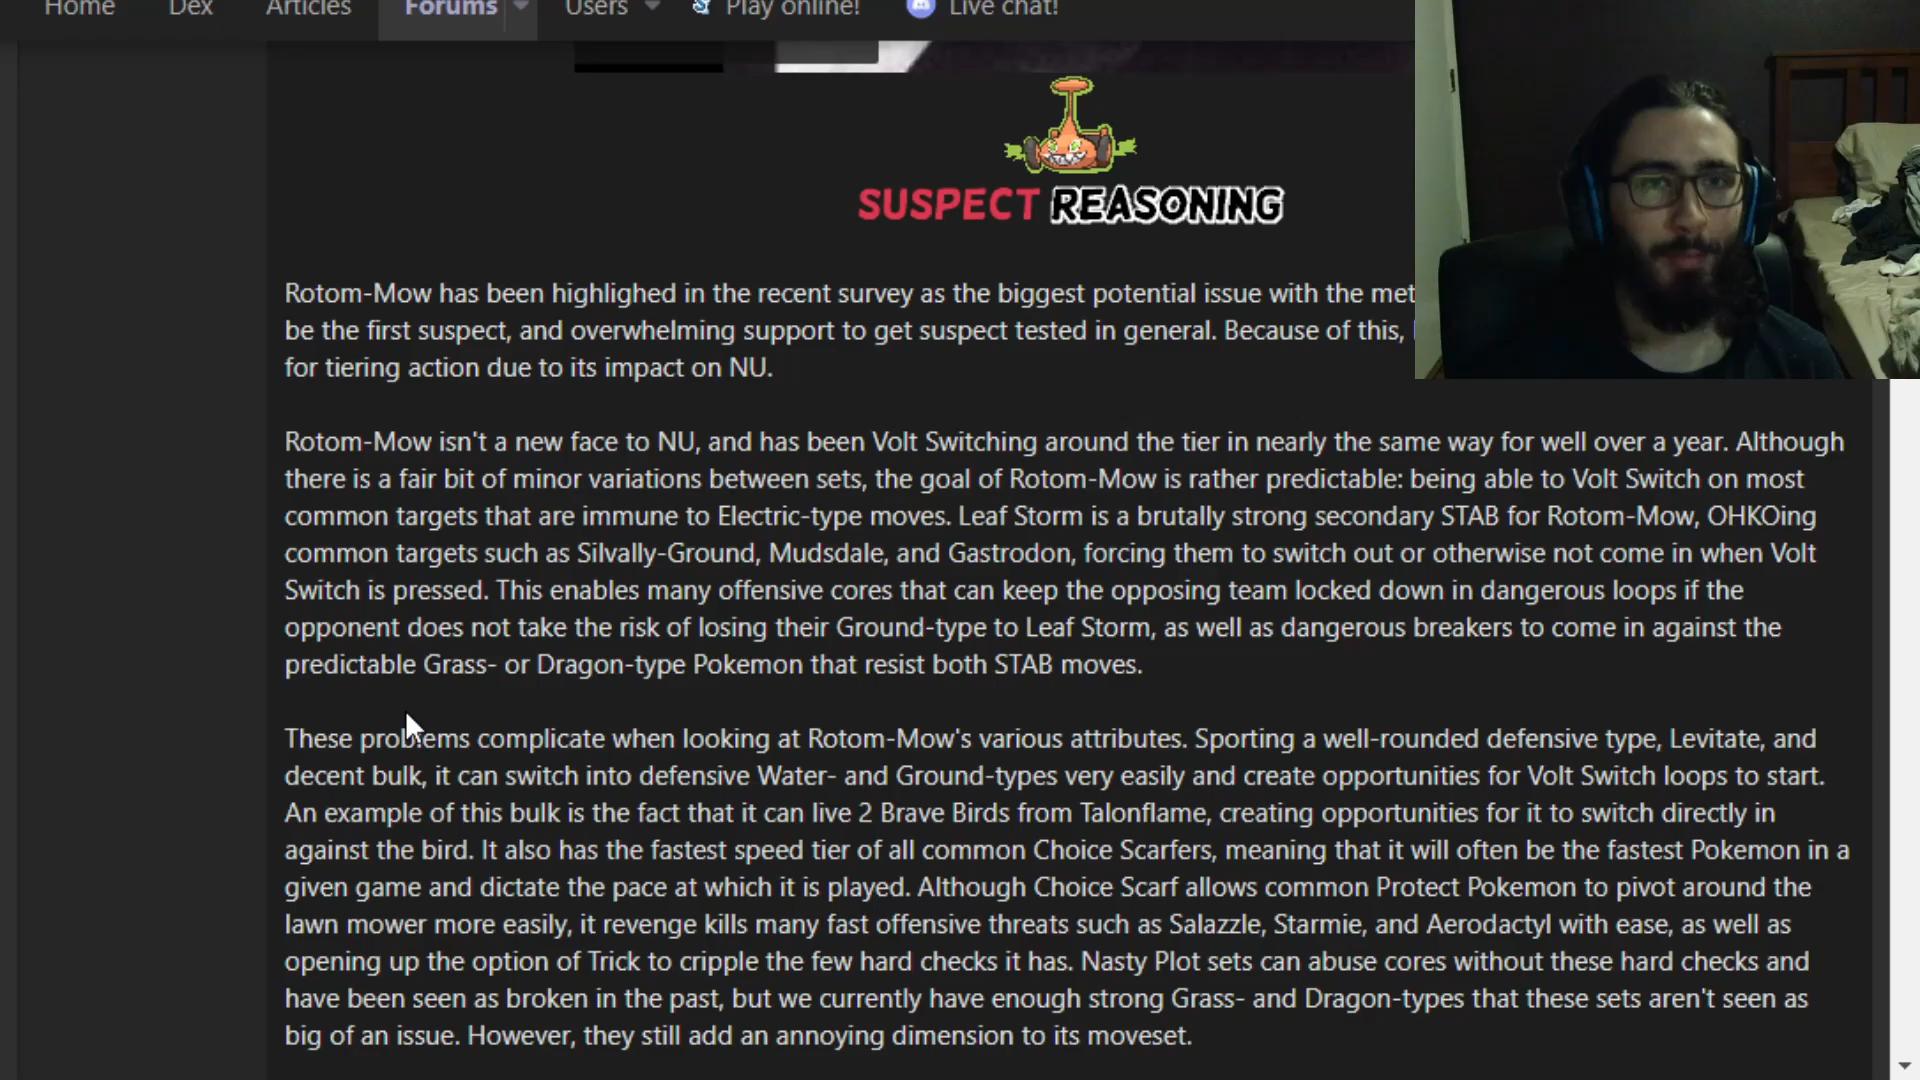 Home Dex Articles Forums Users Play online! Live chat!
SUSPECT REASONING
Rotom-Mow has been highlighed in the recent survey as the biggest potential issue with the met
be the first suspect, and overwhelming support to get suspect tested in general. Because of this,
for tiering action due to its impact on NU.
Rotom-Mow isn't a new face to NU, and has been Volt Switching around the tier in nearly the same way for well over a year. Although
there is a fair bit of minor variations between sets, the goal of Rotom-Mow is rather predictable: being able to Volt Switch on most
common targets that are immune to Electric-type moves. Leaf Storm is a brutally strong secondary STAB for Rotom-Mow, OHKOing
common targets such as Silvally-Ground, Mudsdale, and Gastrodon, forcing them to switch out or otherwise not come in when Volt
Switch is pressed. This enables many offensive cores that can keep the opposing team locked down in dangerous loops if the
opponent does not take the risk of losing their Ground-type to Leaf Storm, as well as dangerous breakers to come in against the
predictable Grass- or Dragon-type Pokemon that resist both STAB moves.
These problems complicate when looking at Rotom-Mow's various attributes. Sporting a well-rounded defensive type, Levitate, and
decent bulk, it can switch into defensive Water- and Ground-types very easily and create opportunities for Volt Switch loops to start.
An example of this bulk is the fact that it can live 2 Brave Birds from Talonflame, creating opportunities for it to switch directly in
against the bird. It also has the fastest speed tier of all common Choice Scarfers, meaning that it will often be the fastest Pokemon in a
given game and dictate the pace at which it is played. Although Choice Scarf allows common Protect Pokemon to pivot around the
lawn mower more easily, it revenge kills many fast offensive threats such as Salazzle, Starmie, and Aerodactyl with ease, as well as
opening up the option of Trick to cripple the few hard checks it has. Nasty Plot sets can abuse cores without these hard checks and
have been seen as broken in the past, but we currently have enough strong Grass- and Dragon-types that these sets aren't seen as
big of an issue. However, they still add an annoying dimension to its moveset.